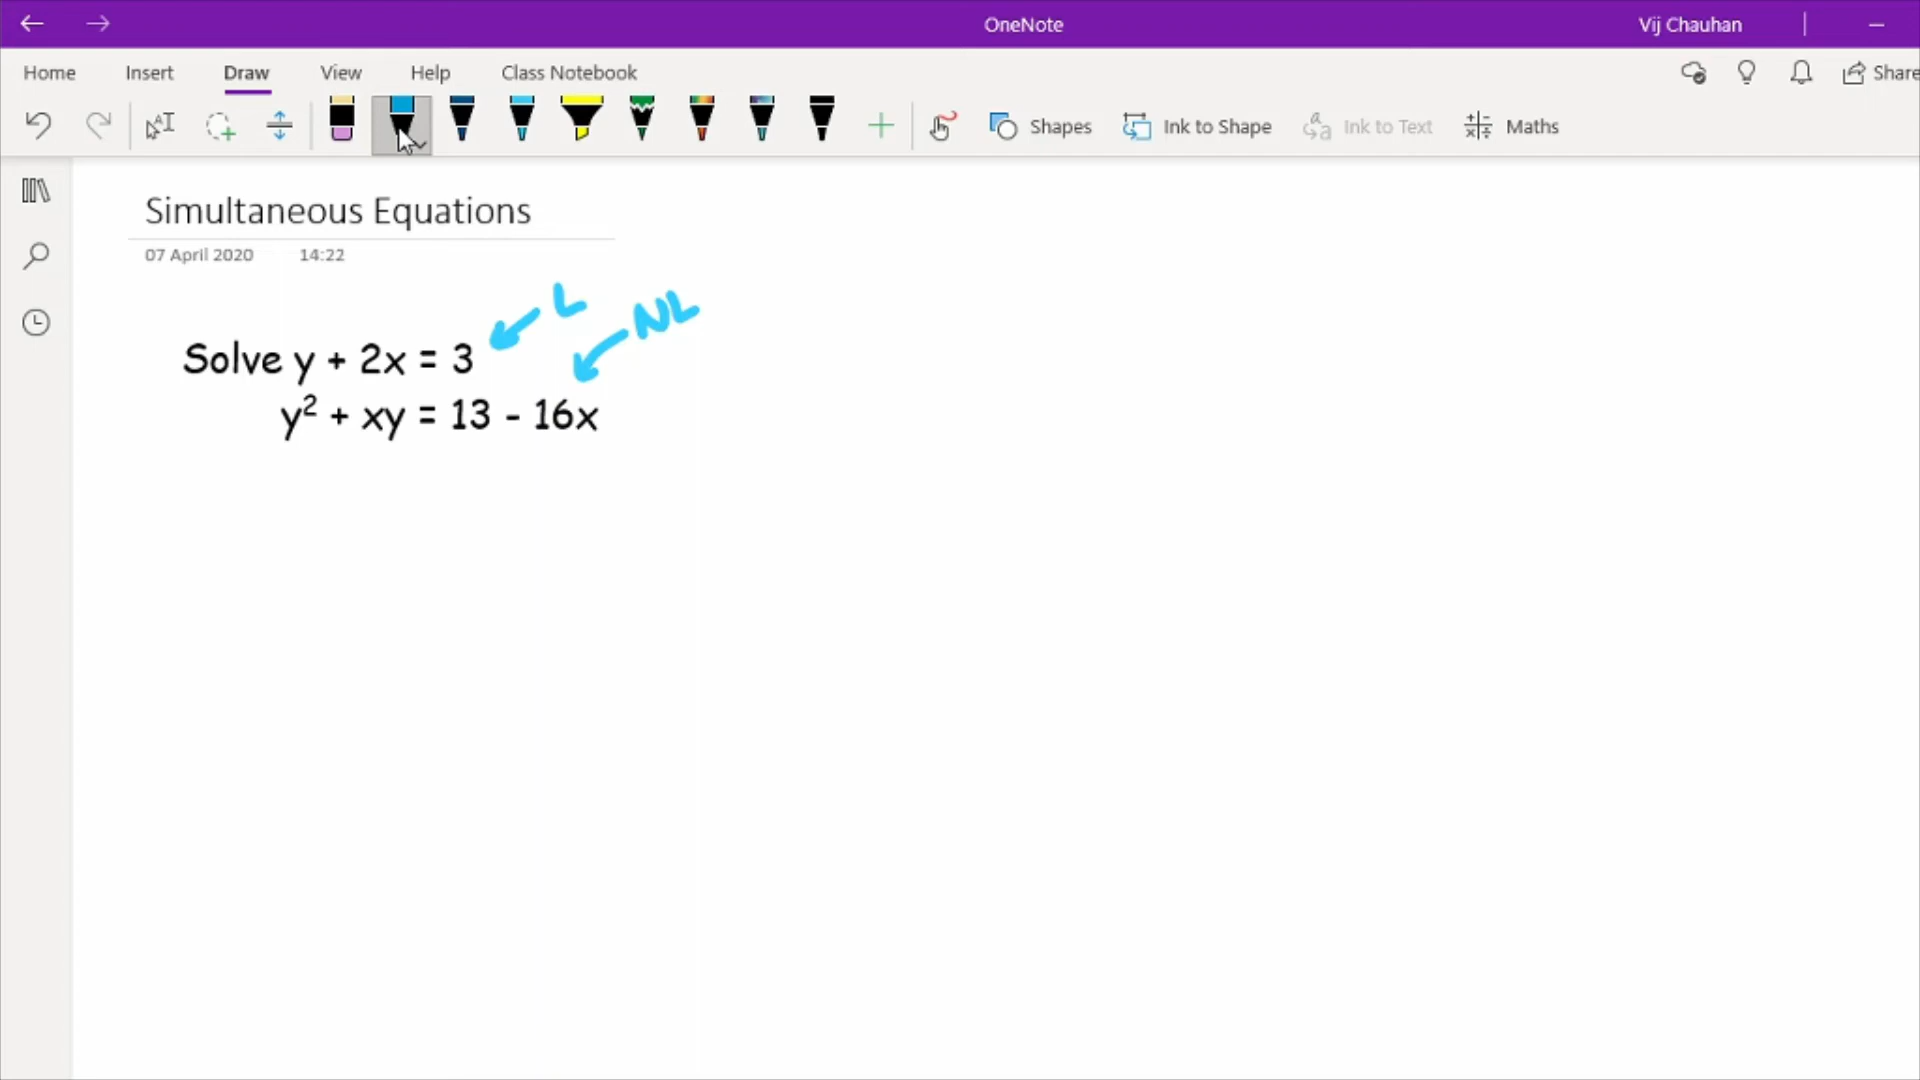 OneNote
Vij Chauhan
Home Insert Draw View Help Class Notebook
Share
Shapes Ink to Shape Ink to Text Maths
Simultaneous Equations
07 April 2020 14:22
L
NL
Solve y + 2x = 3
y² + xy = 13 - 16x